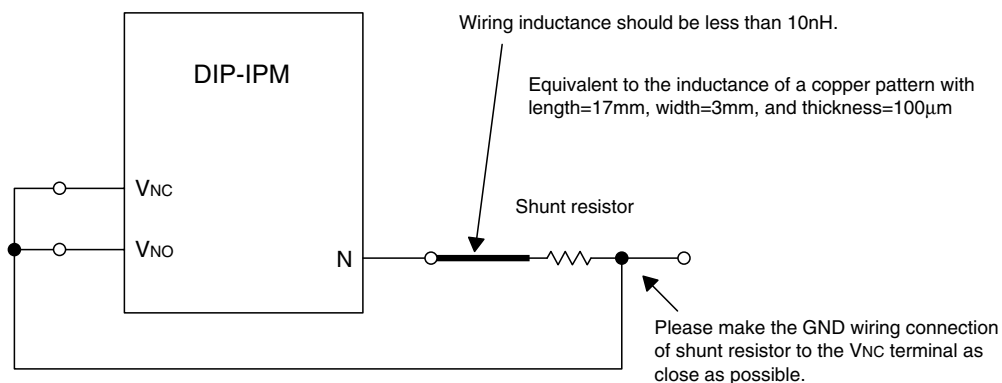 Wiring inductance should be less than 10nH.
DIP-IPM
Equivalent to the inductance of a copper pattern with
length=17mm, width=3mm, and thickness=100µm
VNC
Shunt resistor
VNO
N
Please make the GND wiring connection
of shunt resistor to the VNC terminal as
close as possible.